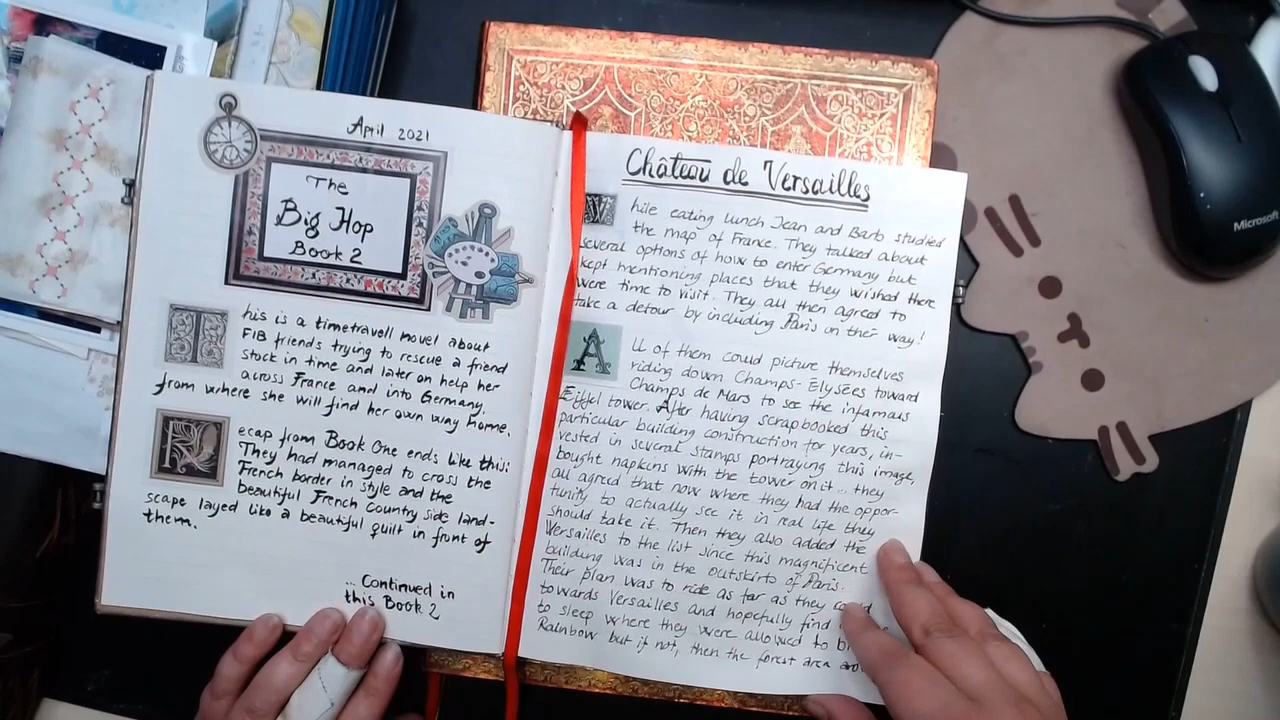 April 2021
The
Big Hop
Book 2
This is a timetravell novel about
FIB friends trying to rescue a friend
stock in time and later on help her
across France and into Germany
from where she will find her own way home.
Recap from Book One ends like this:
They had managed to cross the
French border in style and the
beautiful French Country side land-
scape layed like a beautiful quilt in front of
them.
... Continued in
this Book 2
Château de Versailles
While eating lunch Jean and Barb studied
the map of France. They talked about
several options of how to enter Germany but
kept mentioning places that they wished there
were time to visit. They all then agreed to
take a detour by including Paris on their way!
All of them could picture themselves
riding down Champs-Elysées toward
Champs de Mars to see the infamous
Eiffel tower. After having scrapbooked this
particular building construction for years, in-
vested in several stamps portraying this image,
bought napkins with the tower on it... they
all agreed that now where they had the oppor-
tunity to actually see it in real life they
should take it. Then they also added the
Versailles to the list since this magnificent
building was in the outskirts of Paris.
Their plan was to ride as far as they could
towards Versailles and hopefully find
to sleep where they were allowed to
Rainbow but if not, then the forest area
Microsoft